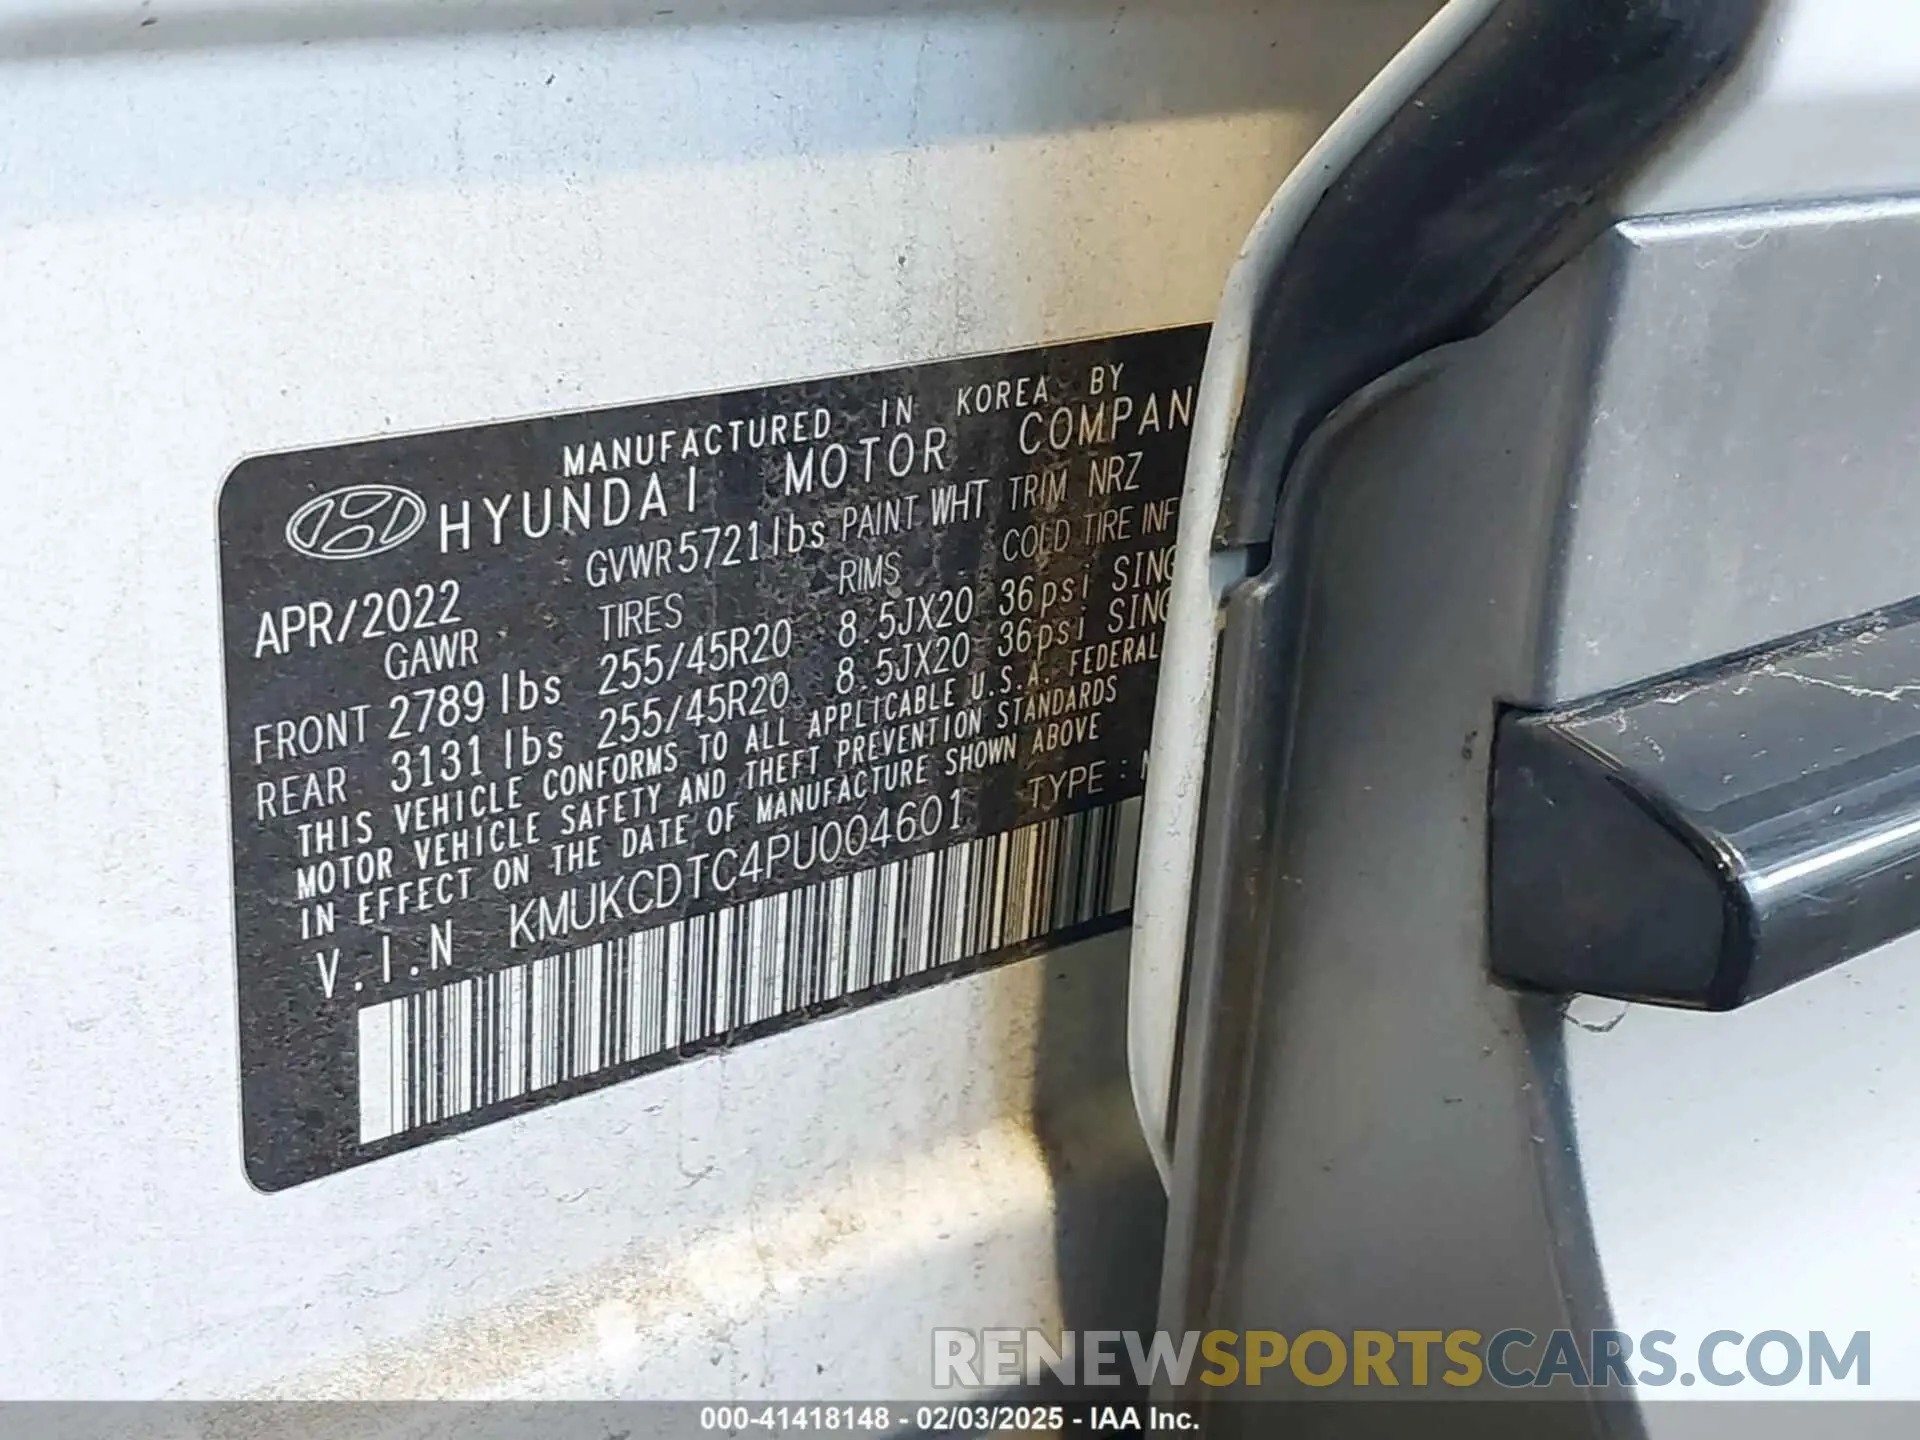 MANUFACTURED IN KOREA BY
HYUNDAI MOTOR COMPAN
APR/2022 GVWR 5721 lbs PAINT WHT TRIM NRZ
GAWR TIRES RIMS COLD TIRE INF
FRONT 2789 lbs 255/45R20 8.5JX20 36psi SING
REAR 3131 lbs 255/45R20 8.5JX20 36psi SING
THIS VEHICLE CONFORMS TO ALL APPLICABLE U.S.A. FEDERAL
MOTOR VEHICLE SAFETY AND THEFT PREVENTION STANDARDS
IN EFFECT ON THE DATE OF MANUFACTURE SHOWN ABOVE
V.I.N KMUKCDTC4PU004601 TYPE :
RENEWSPORTSCARS.COM
000-41418148 - 02/03/2025 - IAA Inc.